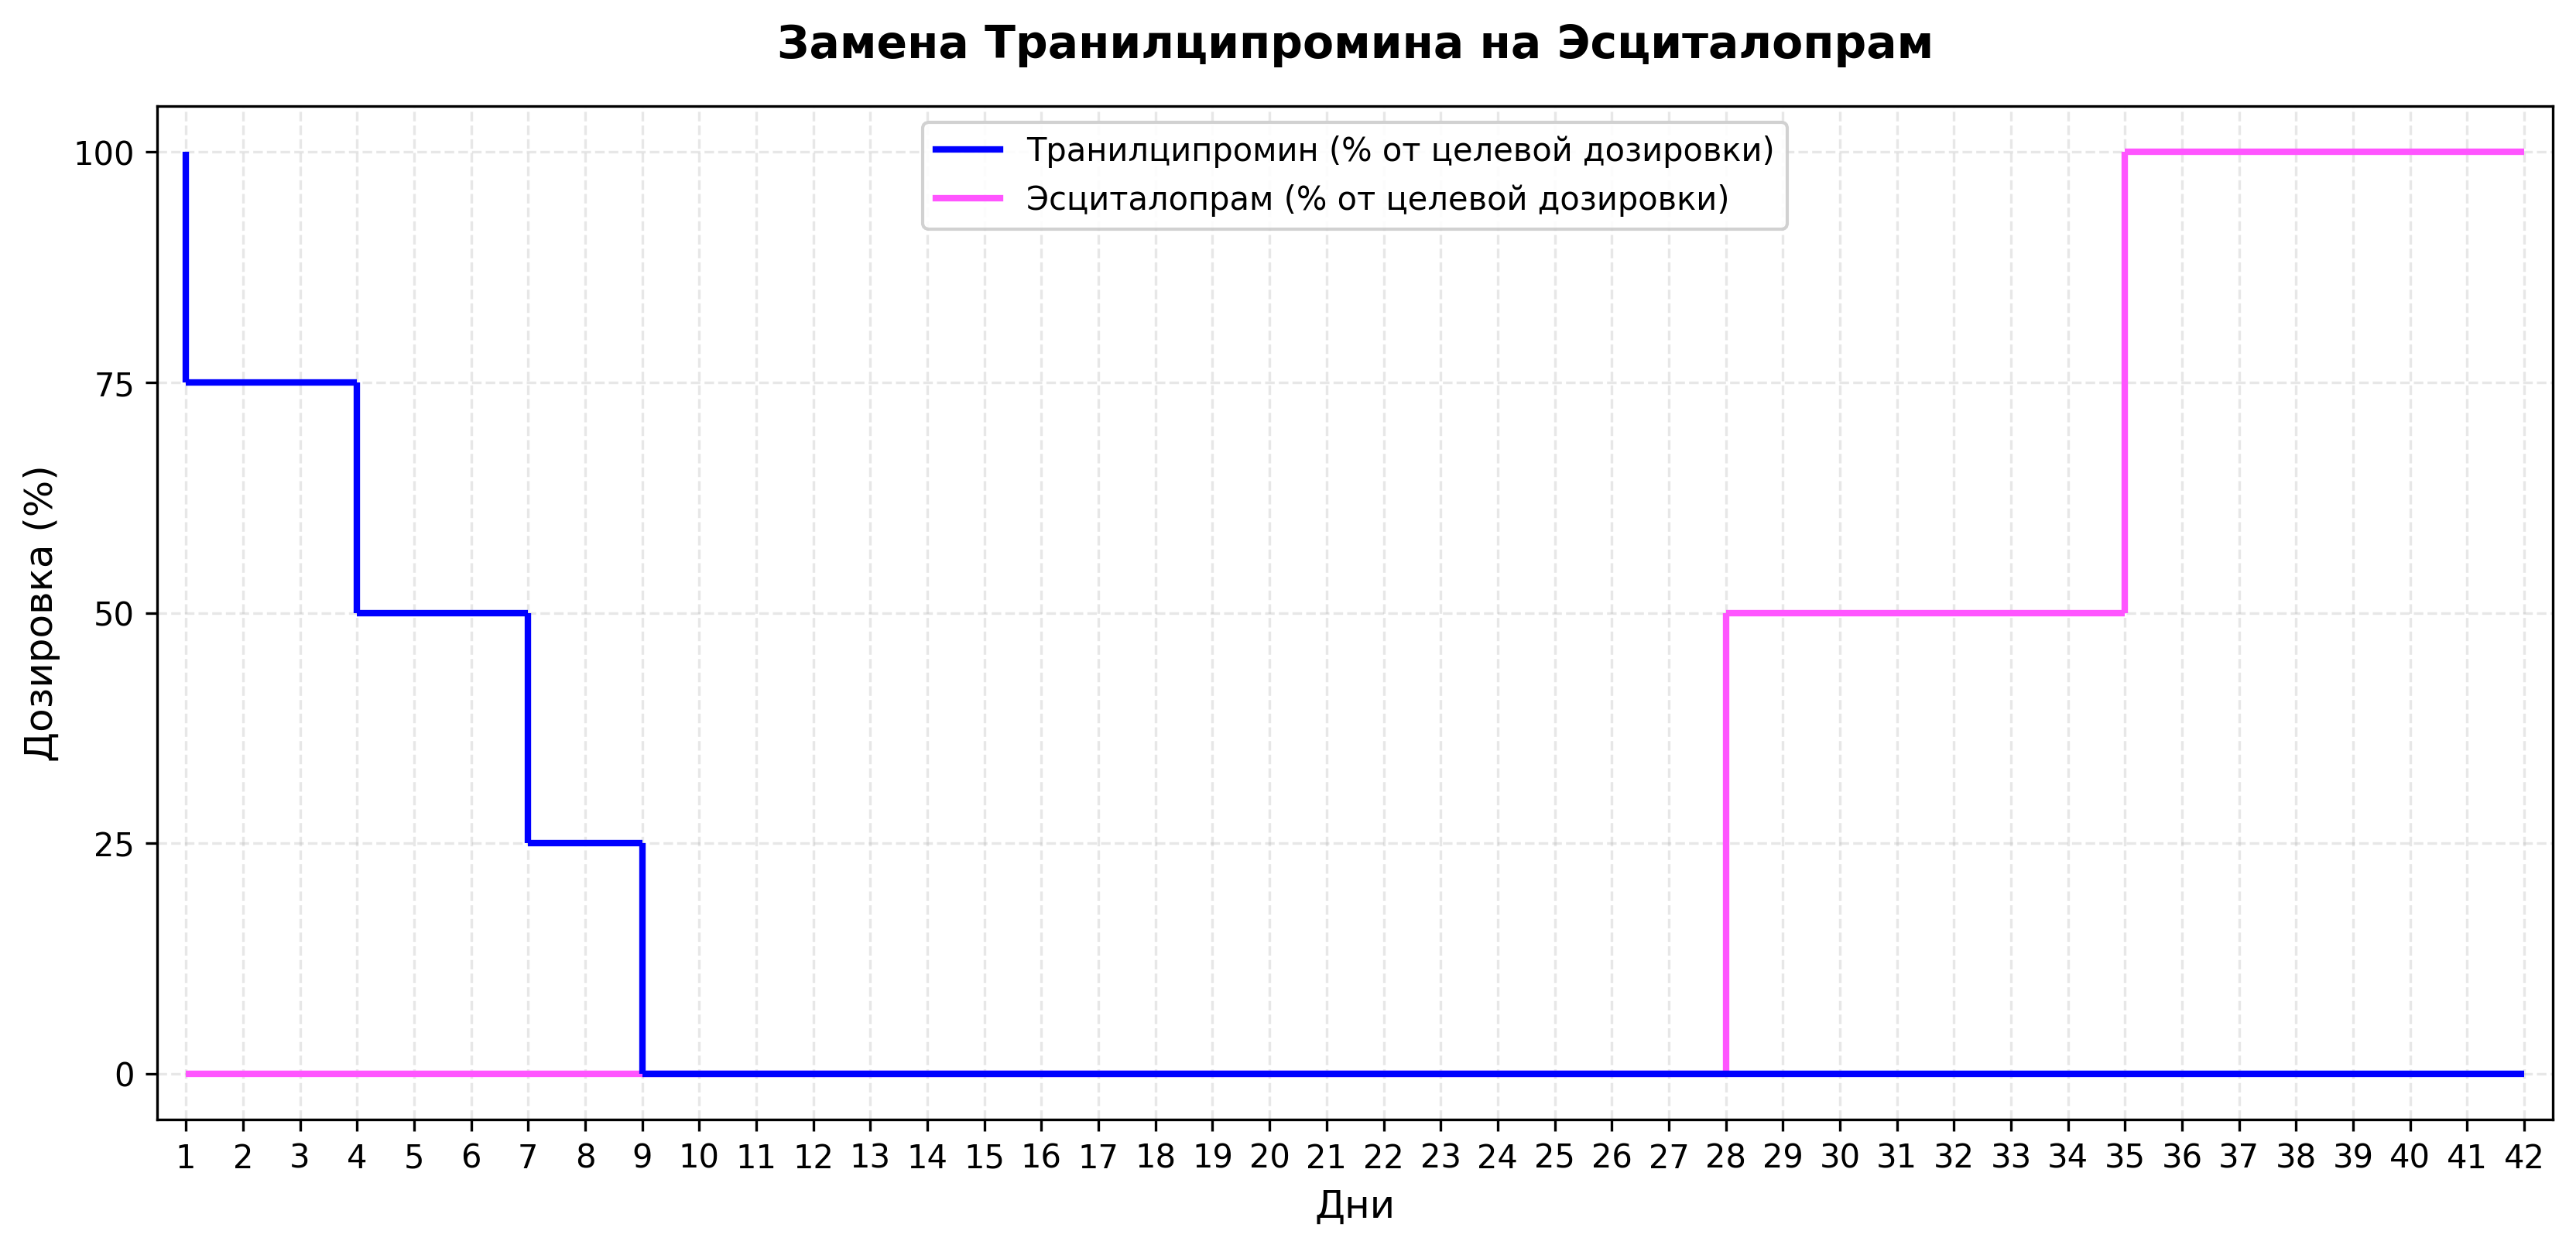 Замена Транилципромина на Эсциталопрам
Транилципромин (% от целевой дозировки)
Эсциталопрам (% от целевой дозировки)
Дозировка (%)
100
75
50
25
0
1 2 3 4 5 6 7 8 9 10 11 12 13 14 15 16 17 18 19 20 21 22 23 24 25 26 27 28 29 30 31 32 33 34 35 36 37 38 39 40 41 42
Дни